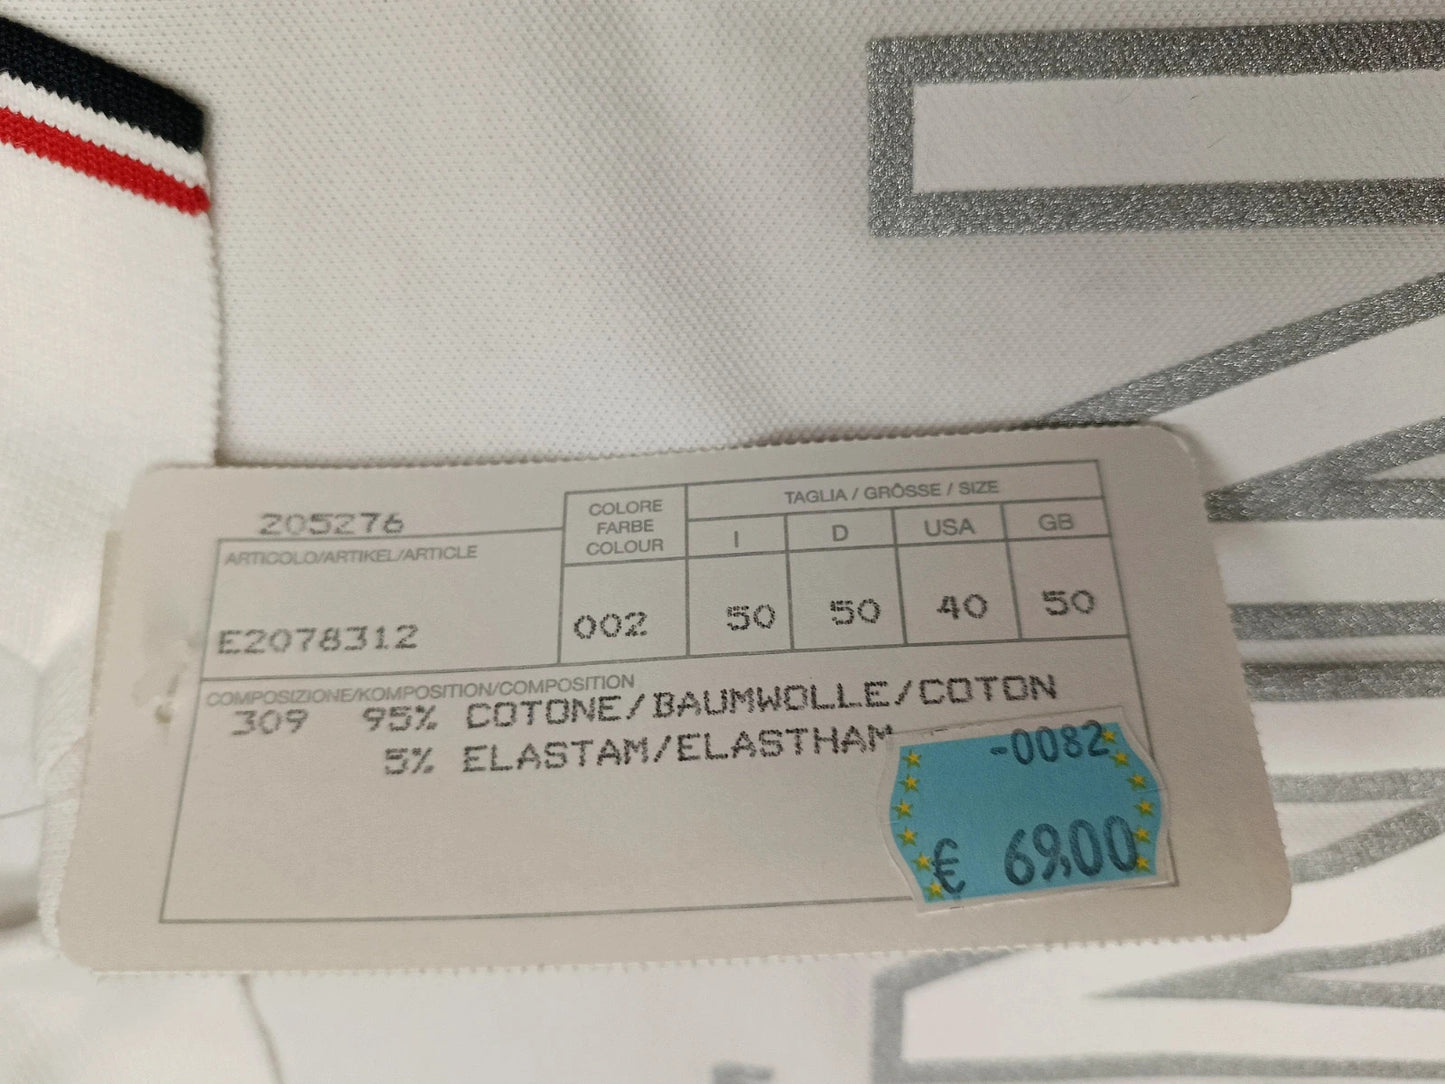 205276
ARTICOLO/ARTIKEL/ARTICLE
E2078312
COLORE
FARBE
COLOUR
002
TAGLIA / GRÖSSE / SIZE
I D USA GB
50 50 40 50
COMPOSIZIONE/KOMPOSITION/COMPOSITION
309 95% COTONE/BAUMWOLLE/COTON
5% ELASTAM/ELASTHAM
-0082
€ 69,00